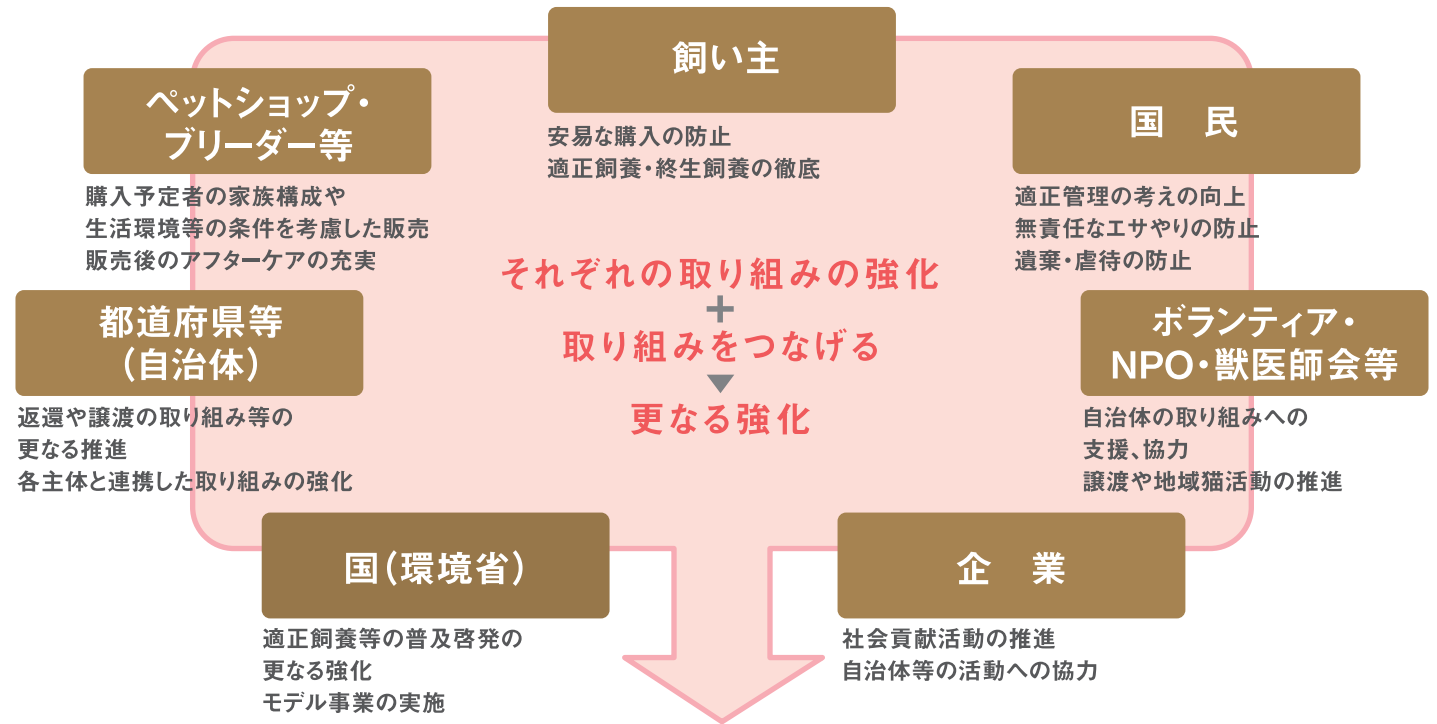 飼い主
安易な購入の防止
適正飼養・終生飼養の徹底
ペットショップ・
ブリーダー等
購入予定者の家族構成や
生活環境等の条件を考慮した販売
販売後のアフターケアの充実
国　民
適正管理の考えの向上
無責任なエサやりの防止
遺棄・虐待の防止
それぞれの取り組みの強化
+
取り組みをつなげる
更なる強化
都道府県等
（自治体）
返還や譲渡の取り組み等の
更なる推進
各主体と連携した取り組みの強化
ボランティア・
NPO・獣医師会等
自治体の取り組みへの
支援、協力
譲渡や地域猫活動の推進
国（環境省）
適正飼養等の普及啓発の
更なる強化
モデル事業の実施
企　業
社会貢献活動の推進
自治体等の活動への協力